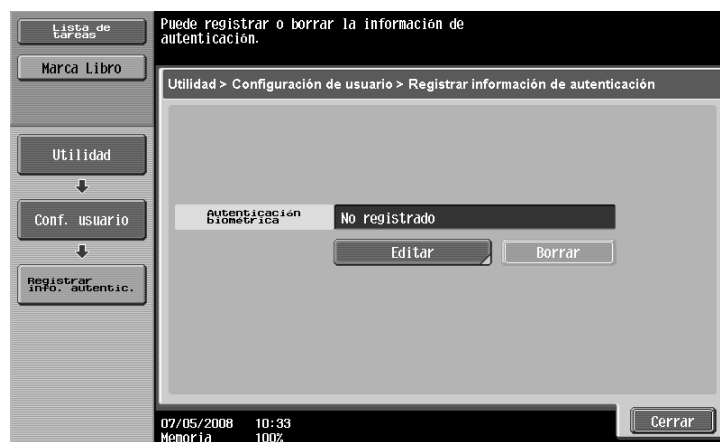 Lista de
tareas
Puede registrar o borrar la información de
autenticación.
Marca Libro
Utilidad > Configuración de usuario > Registrar información de autenticación
Utilidad
Conf. usuario
Registrar
info. autentic.
Autenticación
biométrica
No registrado
Editar
Borrar
07/05/2008 10:33
Memoria 100%
Cerrar